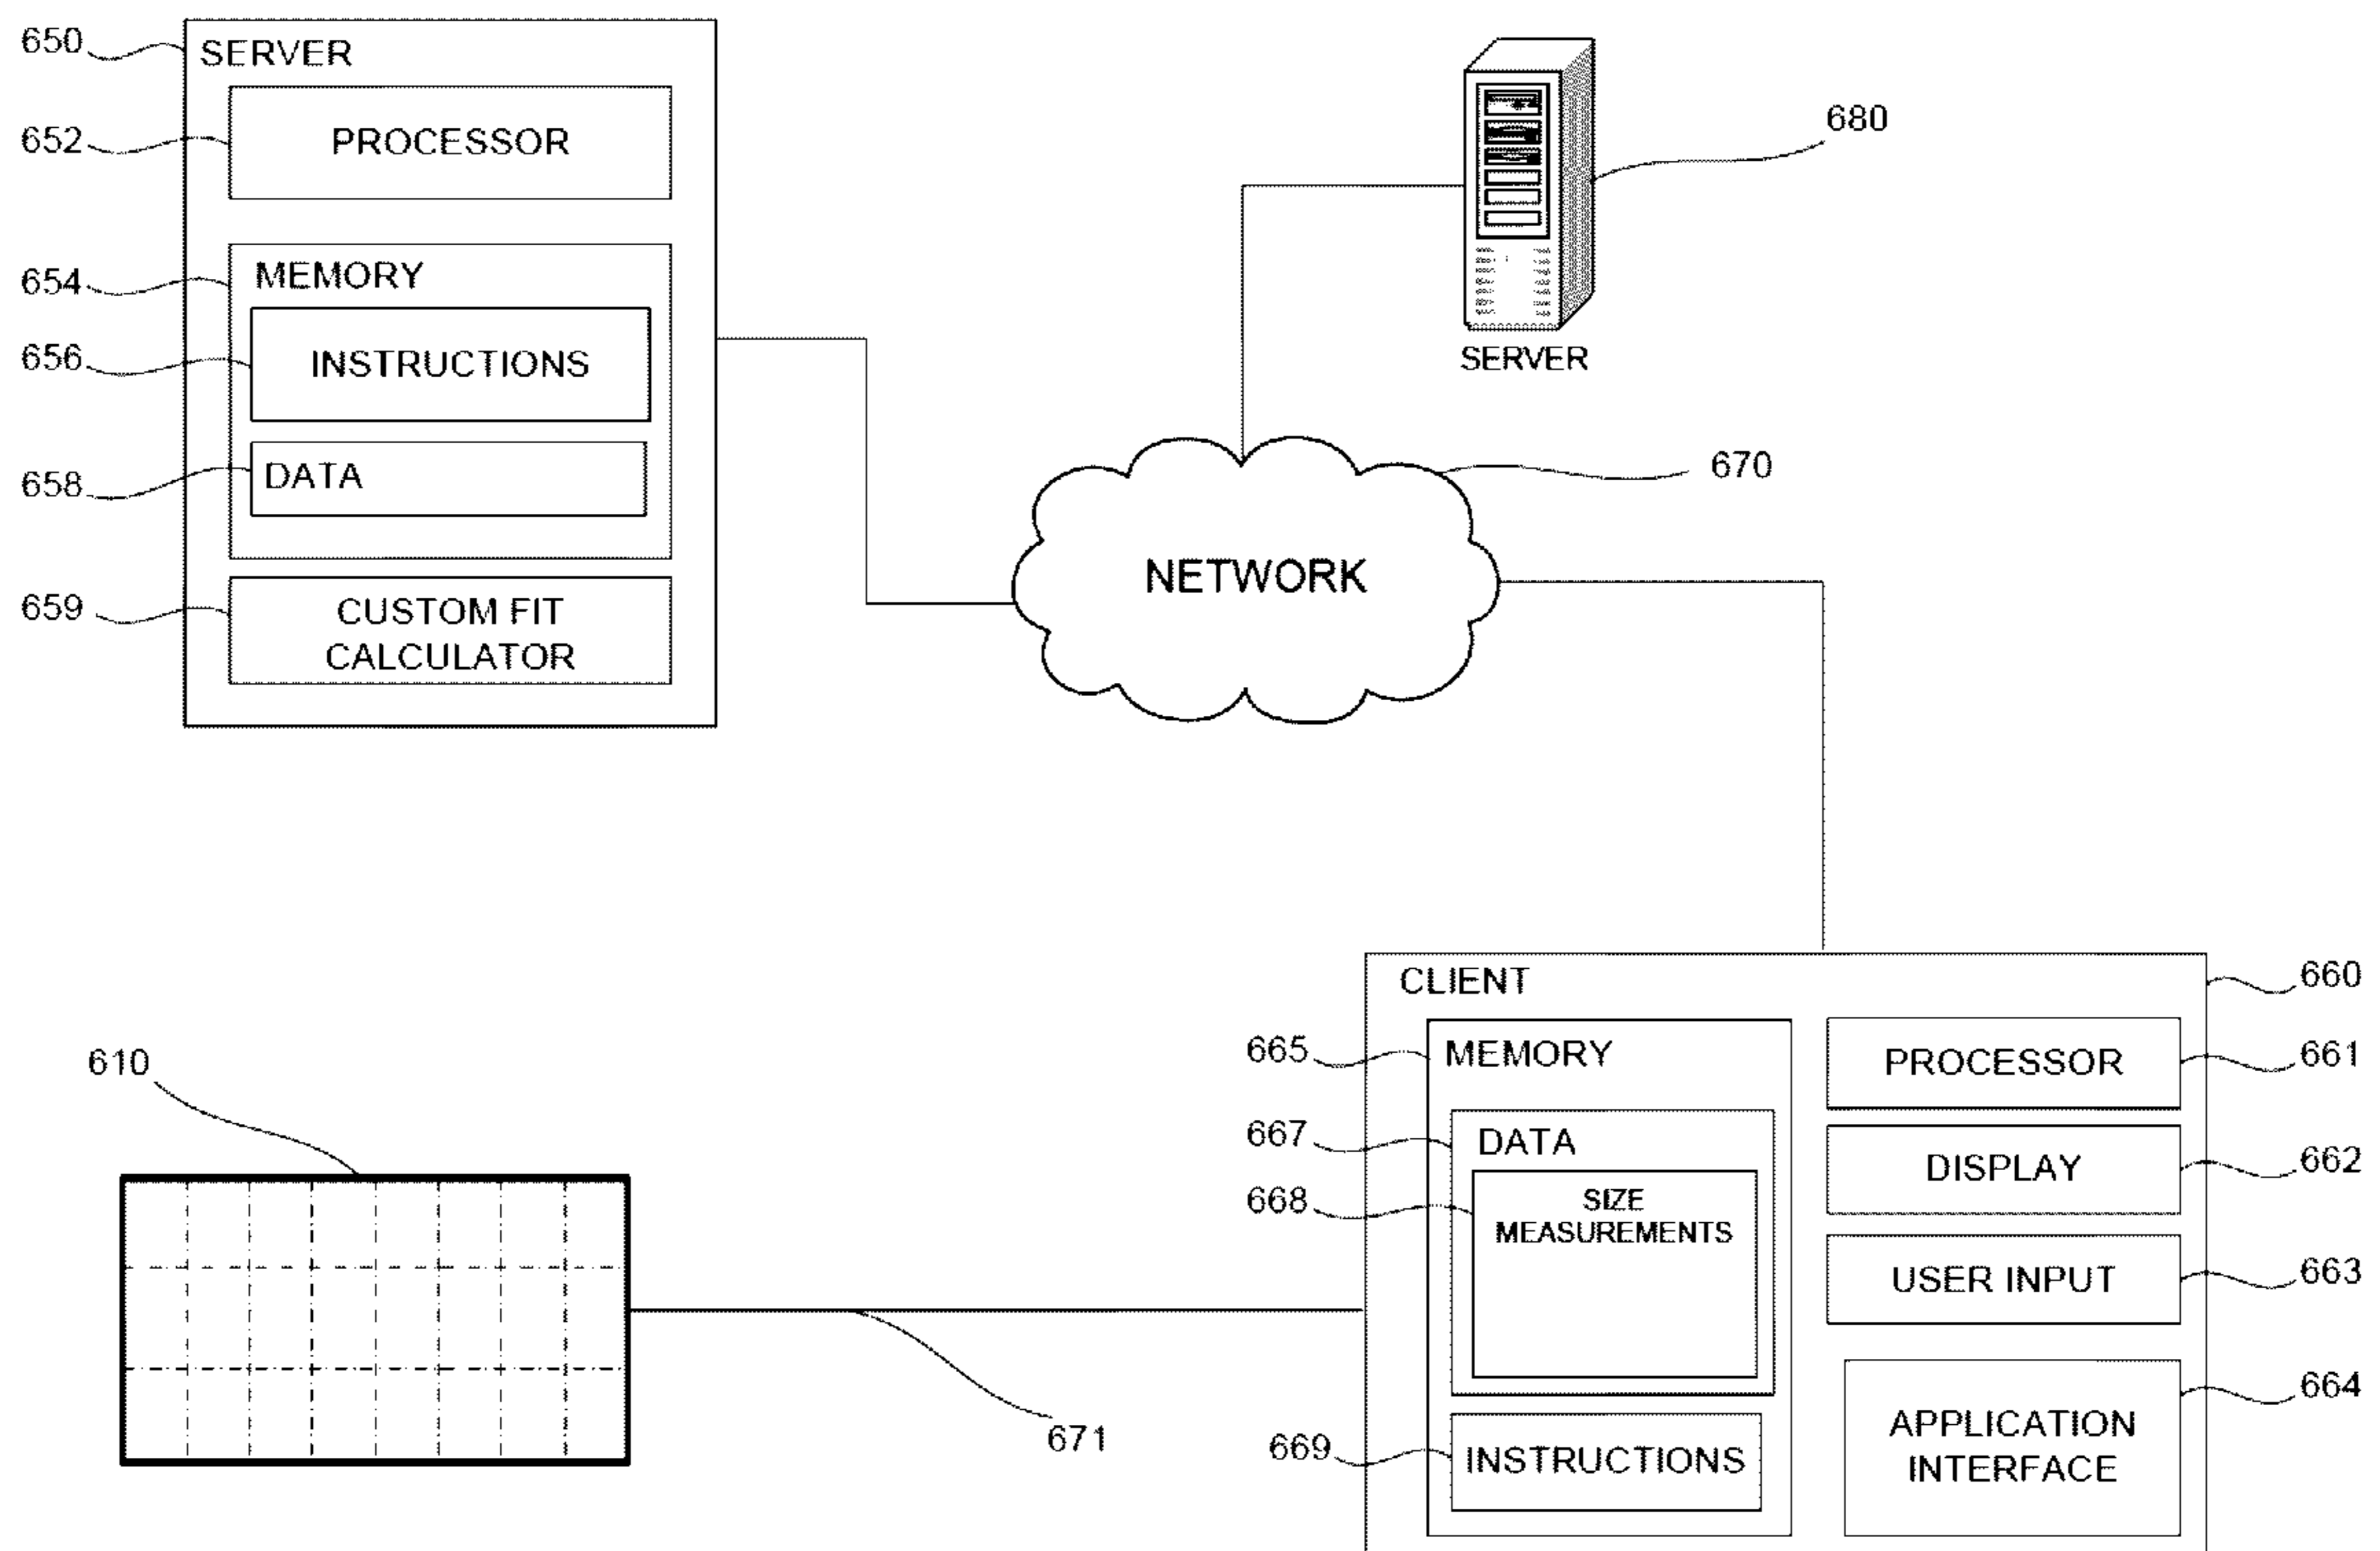 650
SERVER
652
PROCESSOR
654
MEMORY
656
INSTRUCTIONS
658
DATA
659
CUSTOM FIT
CALCULATOR
680
SERVER
670
NETWORK
610
671
CLIENT
660
665
MEMORY
667
DATA
668
SIZE
MEASUREMENTS
669
INSTRUCTIONS
PROCESSOR
661
DISPLAY
662
USER INPUT
663
664
APPLICATION
INTERFACE